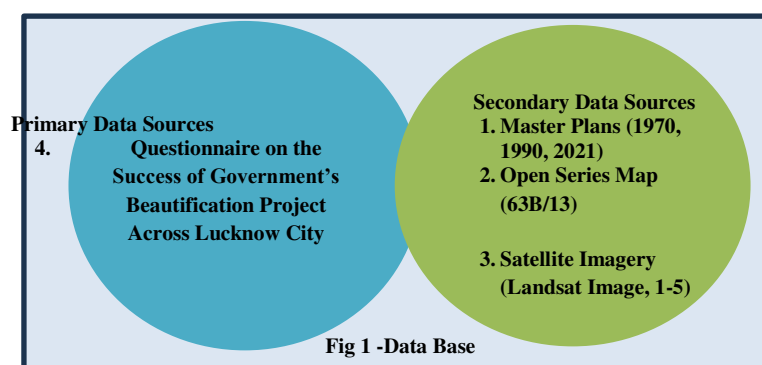 Primary Data Sources
4. Questionnaire on the
Success of Government's
Beautification Project
Across Lucknow City
Secondary Data Sources
1. Master Plans (1970,
1990, 2021)
2. Open Series Map
(63B/13)
3. Satellite Imagery
(Landsat Image, 1-5)
Fig 1 -Data Base